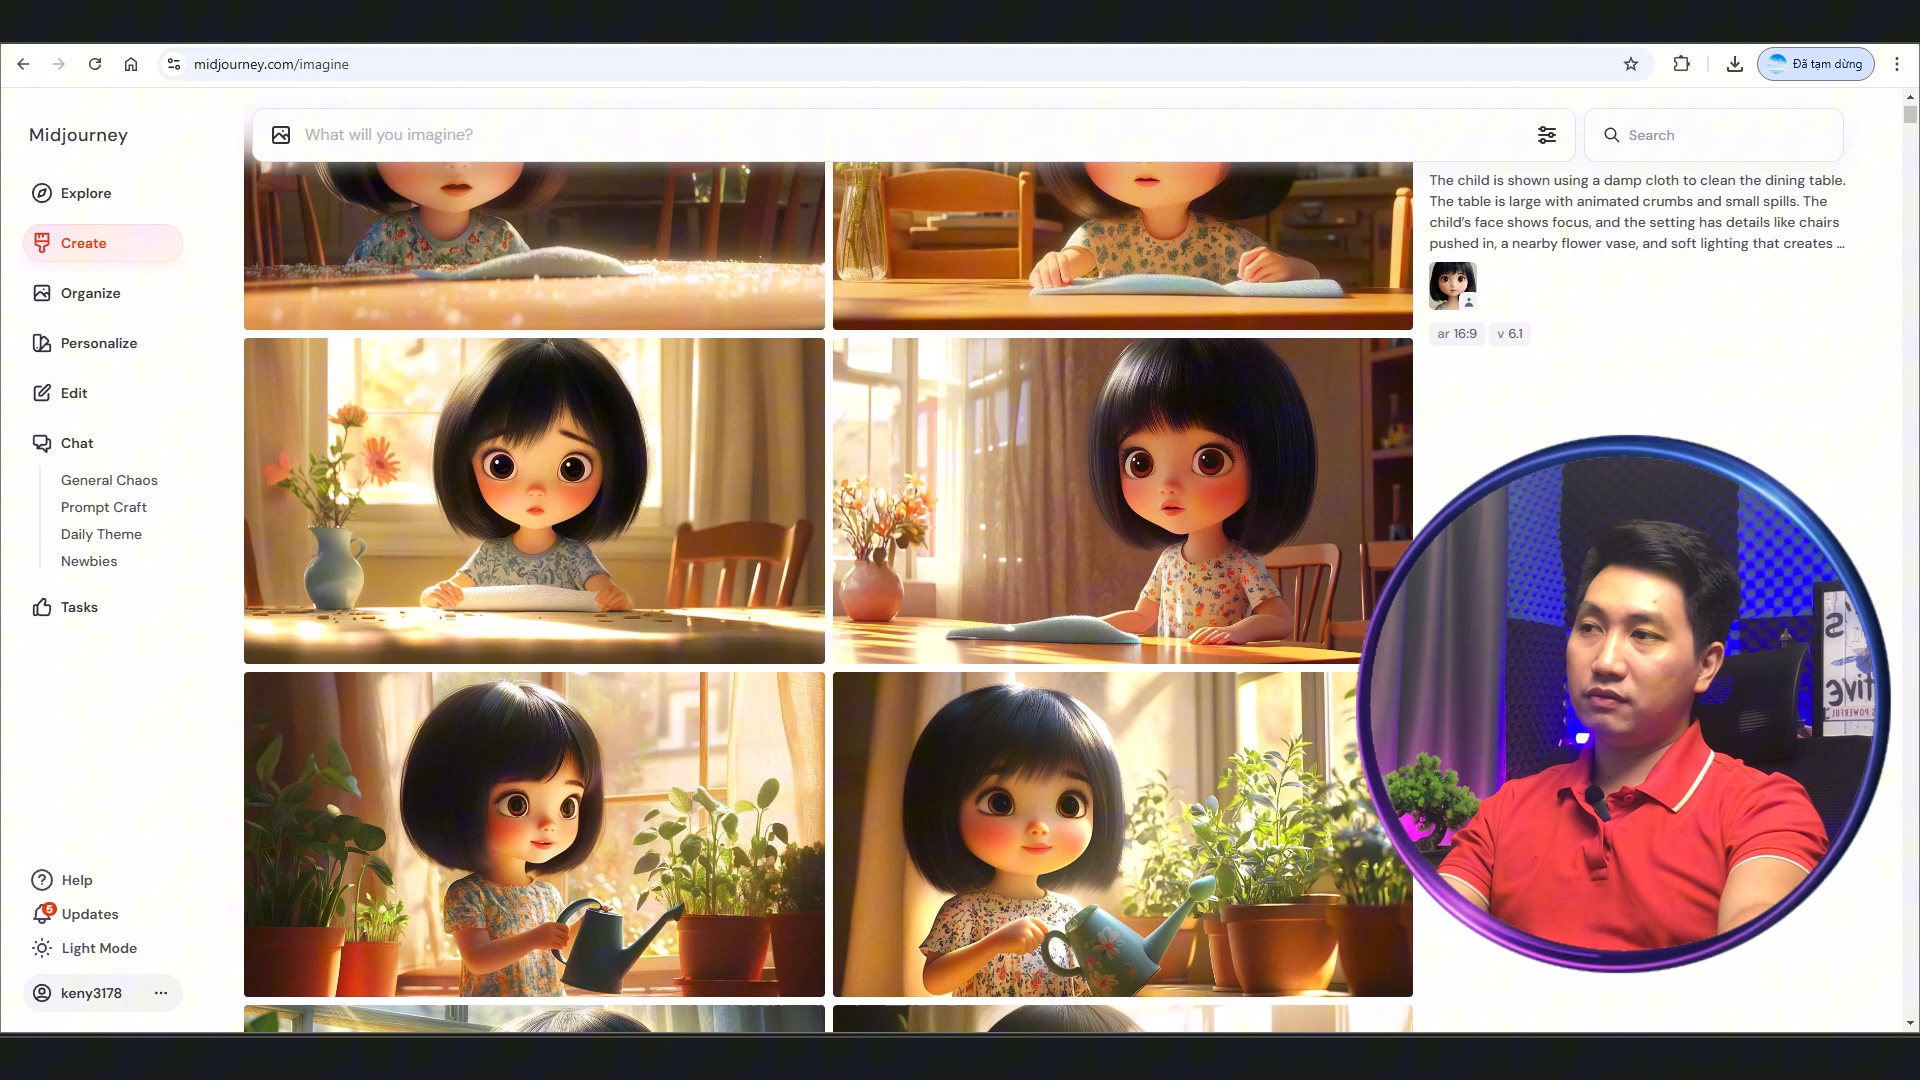 midjourney.com/imagine
Đã tạm dừng
Midjourney
What will you imagine?
Search
Explore
Create
Organize
Personalize
Edit
Chat
General Chaos
Prompt Craft
Daily Theme
Newbies
Tasks
Help
5
Updates
Light Mode
keny3178
The child is shown using a damp cloth to clean the dining table.
The table is large with animated crumbs and small spills. The
child's face shows focus, and the setting has details like chairs
pushed in, a nearby flower vase, and soft lighting that creates ...
ar 16:9
v 6.1